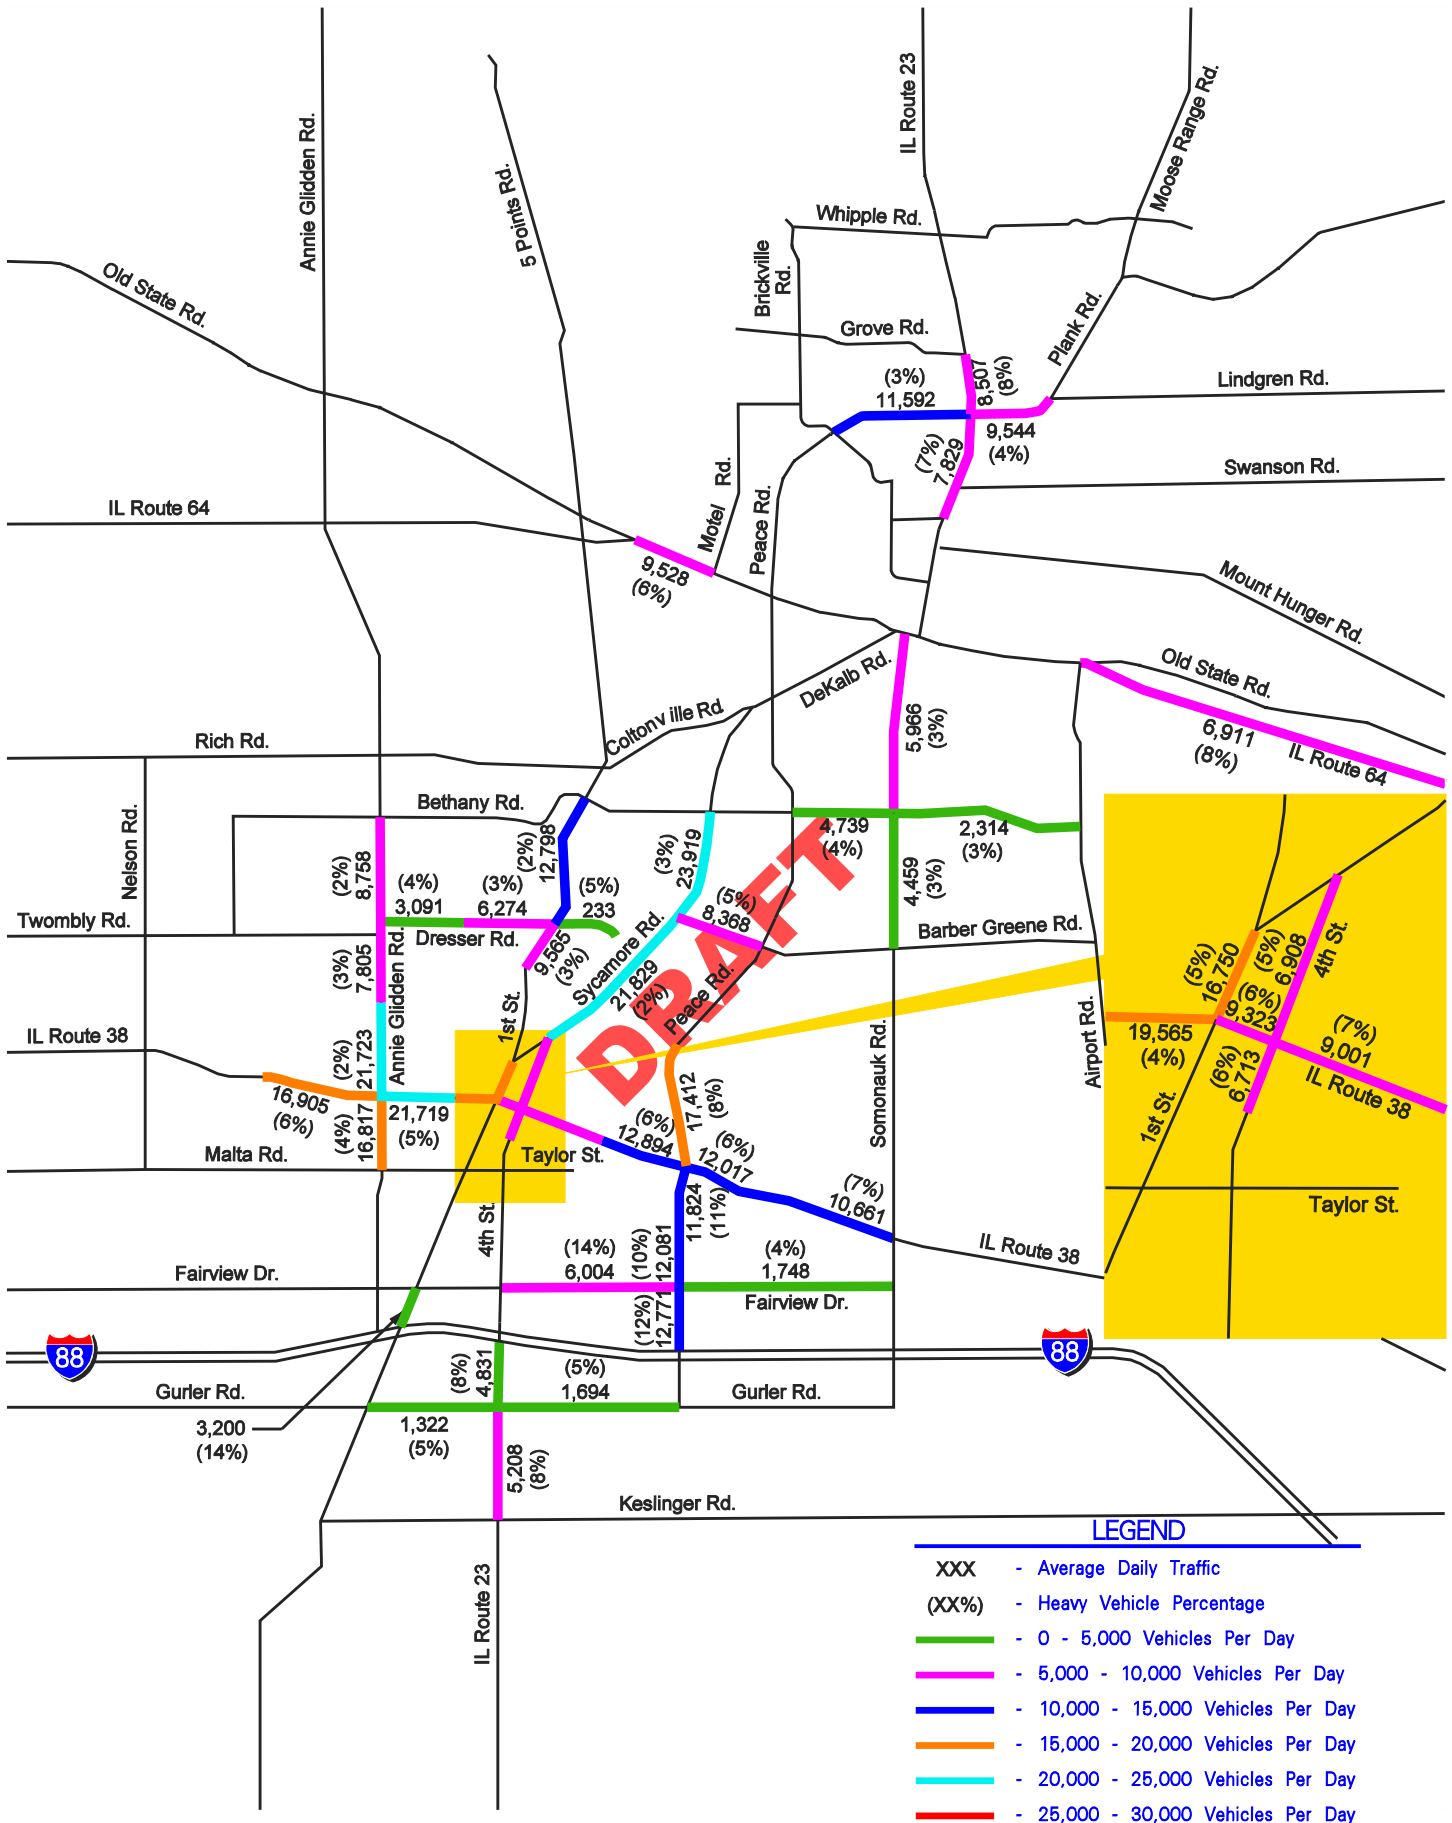 IL Route 23
Moose Range Rd.
Annie Glidden Rd.
5 Points Rd.
Whipple Rd.
Brickville
Rd.
Old State Rd.
Grove Rd.
Plank Rd.
8,507
(8%)
(3%)
11,592
Lindgren Rd.
9,544
(4%)
(7%)
7,829
Swanson Rd.
Motel Rd.
Peace Rd.
IL Route 64
9,528
(6%)
Mount Hunger Rd.
DeKalb Rd.
Old State Rd.
Coltonville Rd.
5,966
(3%)
6,911
(8%)
IL Route 64
Rich Rd.
Bethany Rd.
Nelson Rd.
(2%)
8,758
(2%)
12,798
(3%)
23,919
4,739
(4%)
2,314
(3%)
4,459
(3%)
(4%)
3,091
(3%)
6,274
(5%)
233
(5%)
8,368
Twombly Rd.
Dresser Rd.
9,565
(3%)
Sycamore Rd.
Barber Greene Rd.
DRAFT
(3%)
7,805
Annie Glidden Rd.
1st St.
21,829
(2%)
Peace Rd.
(5%)
16,750
(5%)
6,908
4th St.
(6%)
9,323
IL Route 38
(2%)
21,723
Somonauk Rd.
Airport Rd.
19,565
(4%)
(7%)
9,001
IL Route 38
(6%)
6,713
1st St.
16,905
(6%)
(4%)
16,817
21,719
(5%)
17,412
(8%)
(6%)
12,894
(6%)
12,017
Malta Rd.
Taylor St.
(7%)
10,661
11,824
(11%)
Taylor St.
4th St.
IL Route 38
(14%)
6,004
(10%)
12,081
(4%)
1,748
Fairview Dr.
Fairview Dr.
(12%)
12,771
88
88
(8%)
4,831
(5%)
1,694
Gurler Rd.
Gurler Rd.
3,200
(14%)
1,322
(5%)
5,208
(8%)
Keslinger Rd.
IL Route 23
LEGEND
XXX - Average Daily Traffic
(XX%) - Heavy Vehicle Percentage
- 0 - 5,000 Vehicles Per Day
- 5,000 - 10,000 Vehicles Per Day
- 10,000 - 15,000 Vehicles Per Day
- 15,000 - 20,000 Vehicles Per Day
- 20,000 - 25,000 Vehicles Per Day
- 25,000 - 30,000 Vehicles Per Day